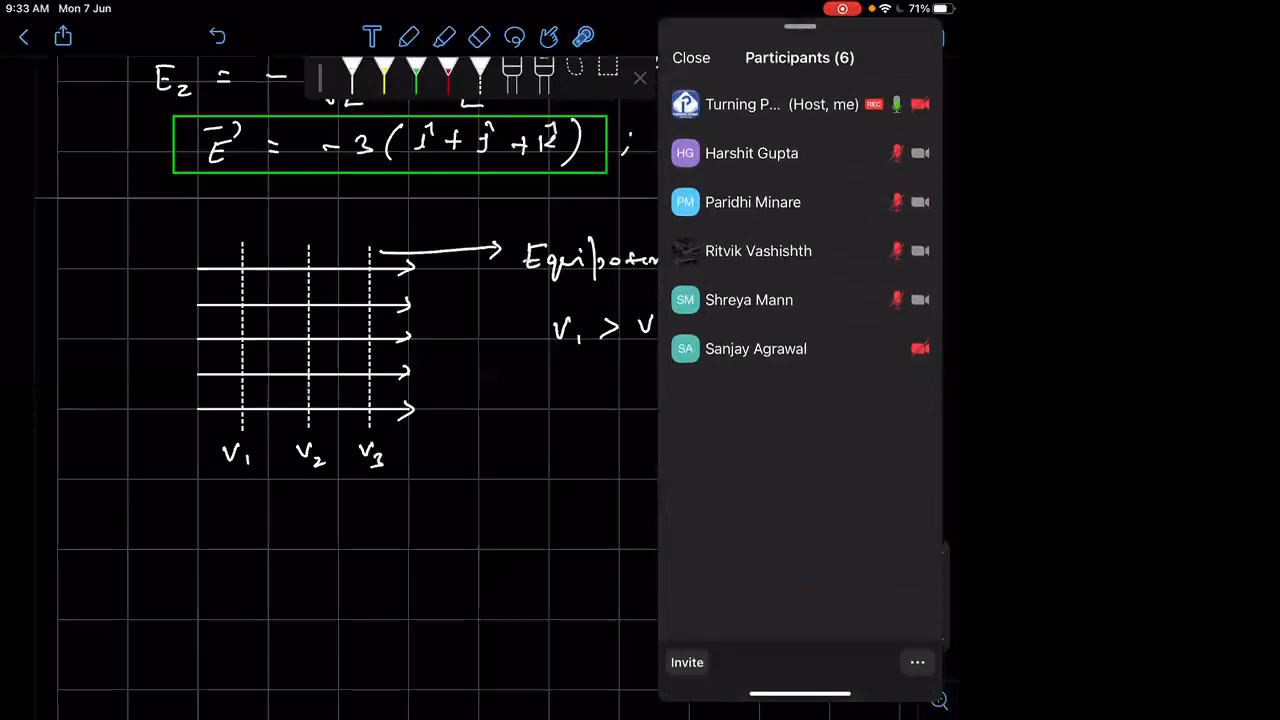 9:33 AM Mon 7 Jun
71%
E₂ = -
E⃗ = -3(î + ĵ + k̂) ;
V₁ > V
V₁ V₂ V₃
Close Participants (6)
Turning P... (Host, me) REC
HG Harshit Gupta
PM Paridhi Minare
Ritvik Vashishth
SM Shreya Mann
SA Sanjay Agrawal
Invite